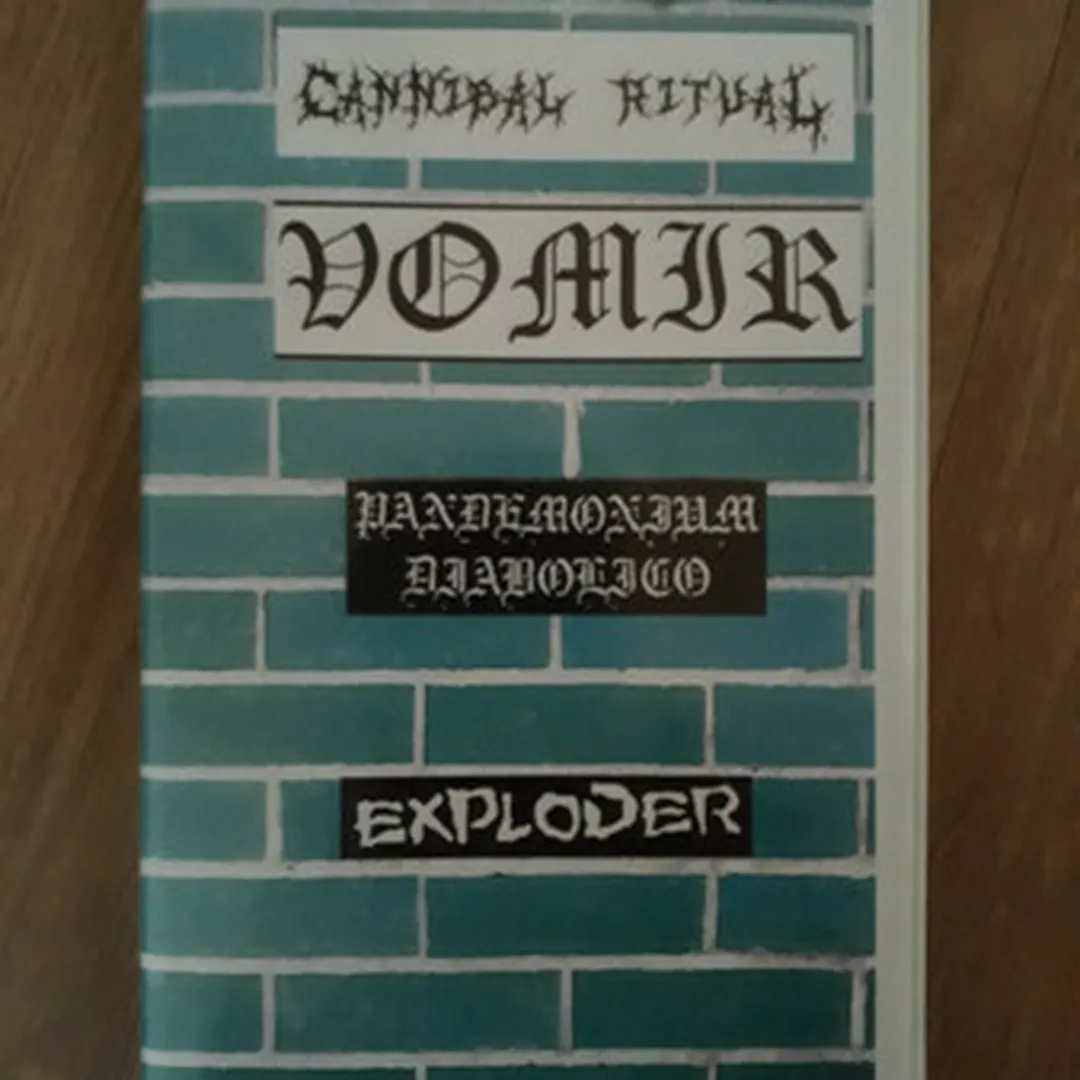 CANNIBAL RITUAL
VOMIR
PANDEMONIUM
DIABOLICO
EXPLODER